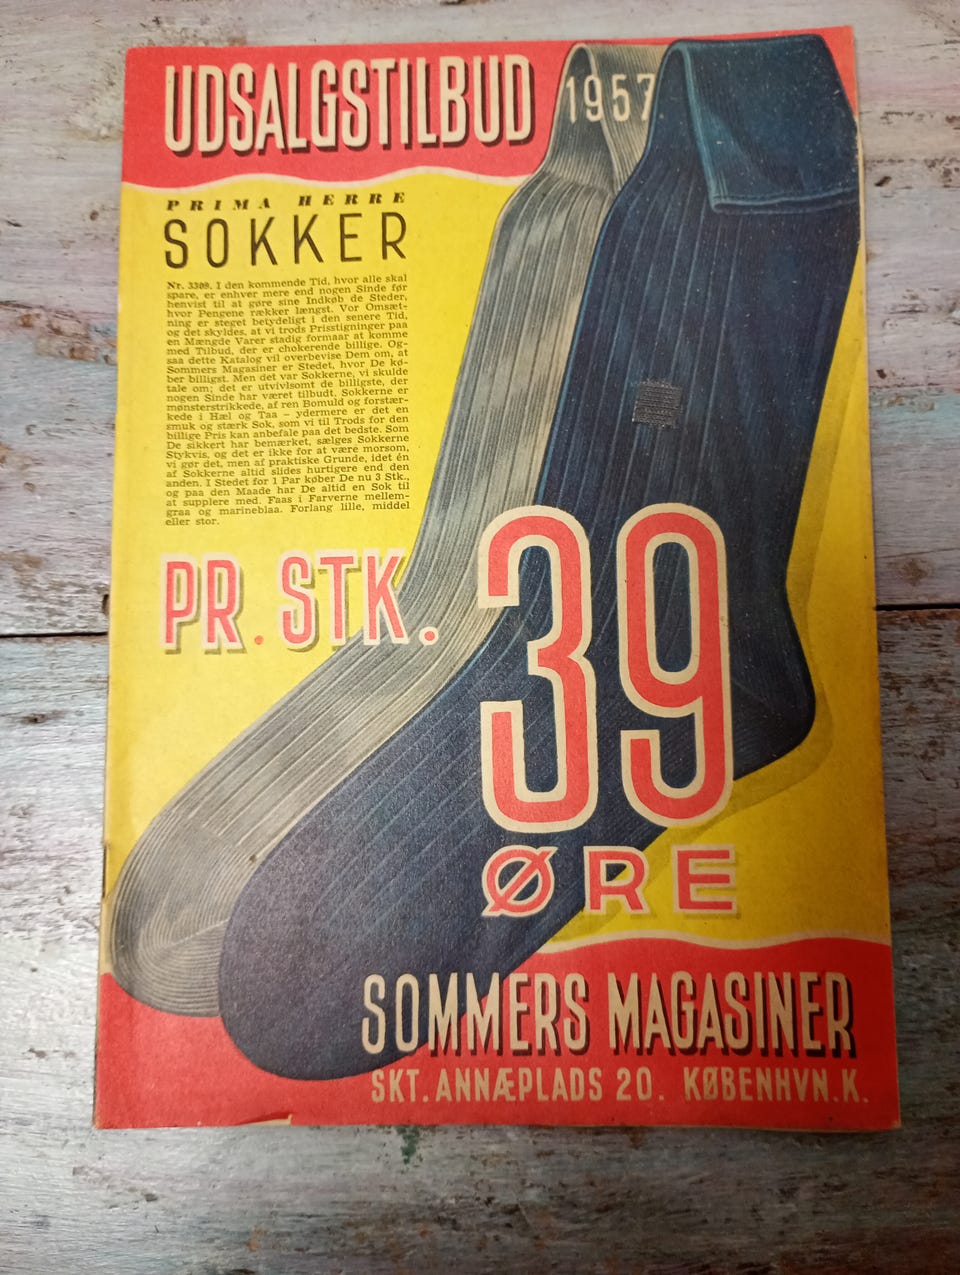 UDSALGSTILBUD 1957
PRIMA HERRE
SOKKER
Nr. 3309. I den kommende Tid, hvor alle skal
spare, er enhver mere end nogen Sinde før
henvist til at gøre sine Indkøb de Steder,
hvor Pengene rækker længst. Vor Omsæt-
ning er steget betydeligt i den senere Tid,
og det skyldes, at vi trods Prisstigninger paa
en Mængde Varer stadig formaar at komme
med Tilbud, der er chokerende billige. Og-
saa dette Katalog vil overbevise Dem om, at
Sommers Magasiner er Stedet, hvor De kø-
ber billigst. Men det var Sokkerne, vi skulde
tale om; det er utvivlsomt de billigste, der
nogen Sinde har været tilbudt. Sokkerne er
mønsterstrikkede, af ren Bomuld og forstær-
kede i Hæl og Taa – ydermere er det en
smuk og stærk Sok, som vi til Trods for den
billige Pris kan anbefale paa det bedste. Som
De sikkert har bemærket, sælges Sokkerne
Stykvis, og det er ikke for at være morsom,
vi gør det, men af praktiske Grunde, idet én
af Sokkerne altid slides hurtigere end den
anden. I Stedet for 1 Par køber De nu 3 Stk.,
og paa den Maade har De altid en Sok til
at supplere med. Faas i Farverne mellem-
graa og marineblaa. Forlang lille, middel
eller stor.
PR. STK.
39
ØRE
SOMMERS MAGASINER
SKT. ANNÆPLADS 20. KØBENHVN. K.